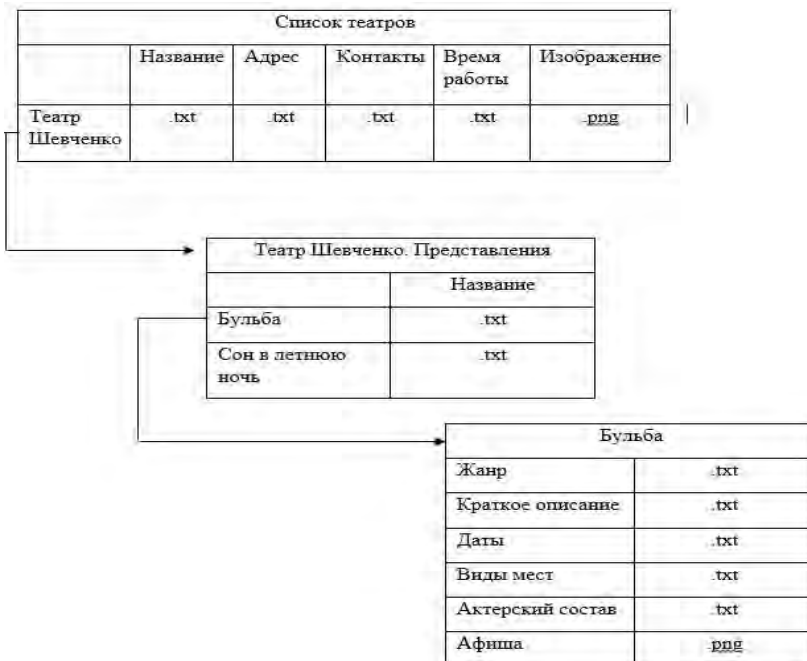 Список театров
Название Адрес Контакты Время Изображение
работы
Театр .txt .txt .txt .txt .png
Шевченко
Театр Шевченко. Представления
Название
Бульба .txt
Сон в летнюю .txt
ночь
Бульба
Жанр .txt
Краткое описание .txt
Даты .txt
Виды мест .txt
Актерский состав .txt
Афиша .png